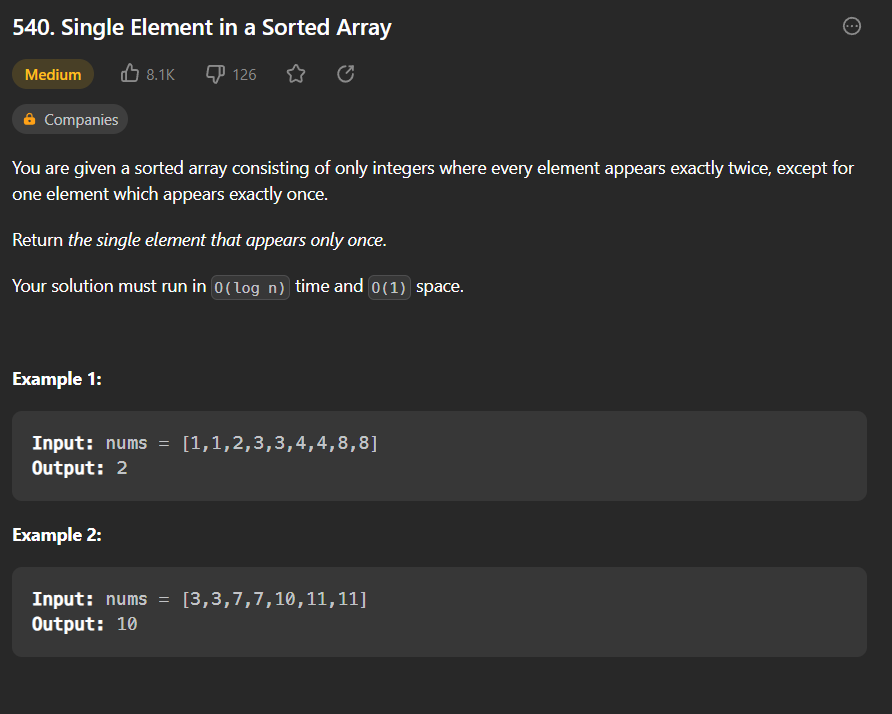 540. Single Element in a Sorted Array
Medium 8.1K 126
Companies
You are given a sorted array consisting of only integers where every element appears exactly twice, except for
one element which appears exactly once.
Return the single element that appears only once.
Your solution must run in O(log n) time and O(1) space.
Example 1:
Input: nums = [1,1,2,3,3,4,4,8,8]
Output: 2
Example 2:
Input: nums = [3,3,7,7,10,11,11]
Output: 10